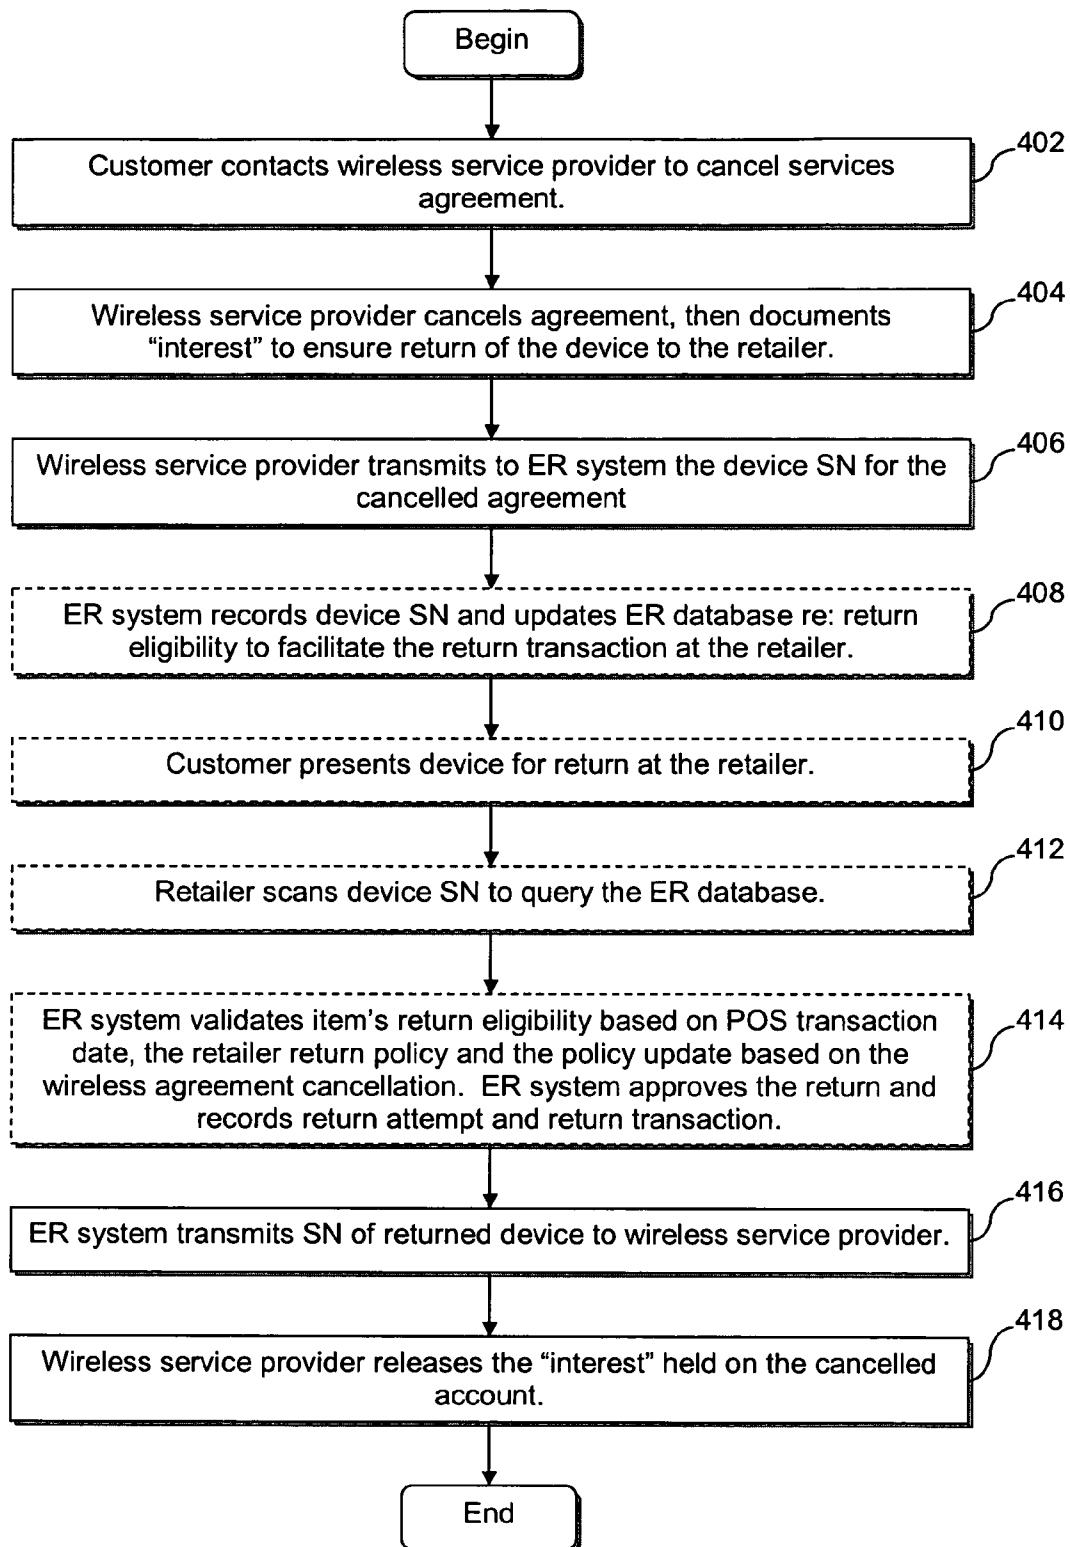 Begin
402
Customer contacts wireless service provider to cancel services
agreement.
404
Wireless service provider cancels agreement, then documents
“interest” to ensure return of the device to the retailer.
406
Wireless service provider transmits to ER system the device SN for the
cancelled agreement
408
ER system records device SN and updates ER database re: return
eligibility to facilitate the return transaction at the retailer.
410
Customer presents device for return at the retailer.
412
Retailer scans device SN to query the ER database.
414
ER system validates item’s return eligibility based on POS transaction
date, the retailer return policy and the policy update based on the
wireless agreement cancellation. ER system approves the return and
records return attempt and return transaction.
416
ER system transmits SN of returned device to wireless service provider.
418
Wireless service provider releases the “interest” held on the cancelled
account.
End